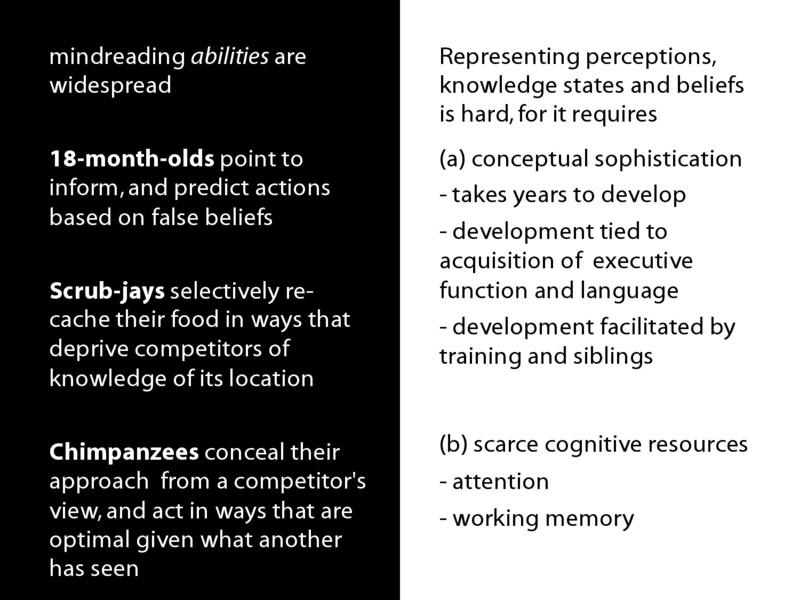 mindreading abilities are
widespread
18-month-olds point to
inform, and predict actions
based on false beliefs
Scrub-jays selectively re-
cache their food in ways that
deprive competitors of
knowledge of its location
Chimpanzees conceal their
approach  from a competitor's
view, and act in ways that are
optimal given what another
has seen
Representing perceptions,
knowledge states and beliefs
is hard, for it requires
(a) conceptual sophistication
- takes years to develop
- development tied to
acquisition of  executive
function and language
- development facilitated by
training and siblings
(b) scarce cognitive resources
- attention
- working memory